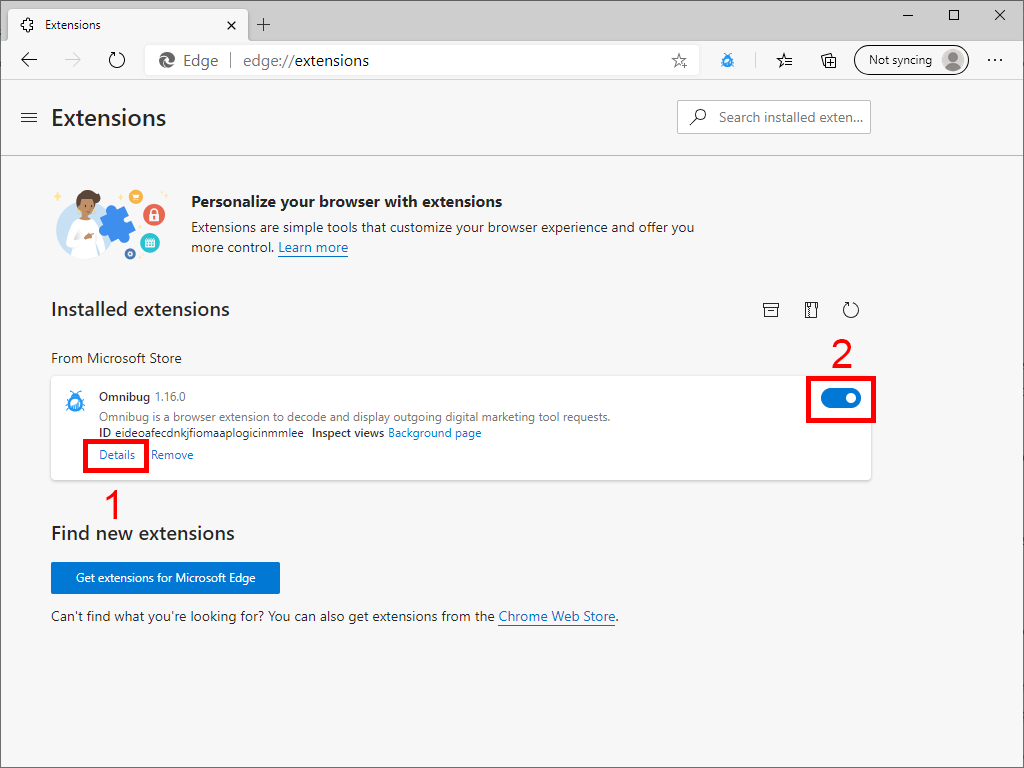 Extensions
Edge edge://extensions Not syncing
Extensions Search installed exten...
Personalize your browser with extensions
Extensions are simple tools that customize your browser experience and offer you
more control. Learn more
Installed extensions
From Microsoft Store
2
Omnibug 1.16.0
Omnibug is a browser extension to decode and display outgoing digital marketing tool requests.
ID eideoafecdnkjfiomaaplogicinmmlee Inspect views Background page
Details Remove
1
Find new extensions
Get extensions for Microsoft Edge
Can't find what you're looking for? You can also get extensions from the Chrome Web Store.